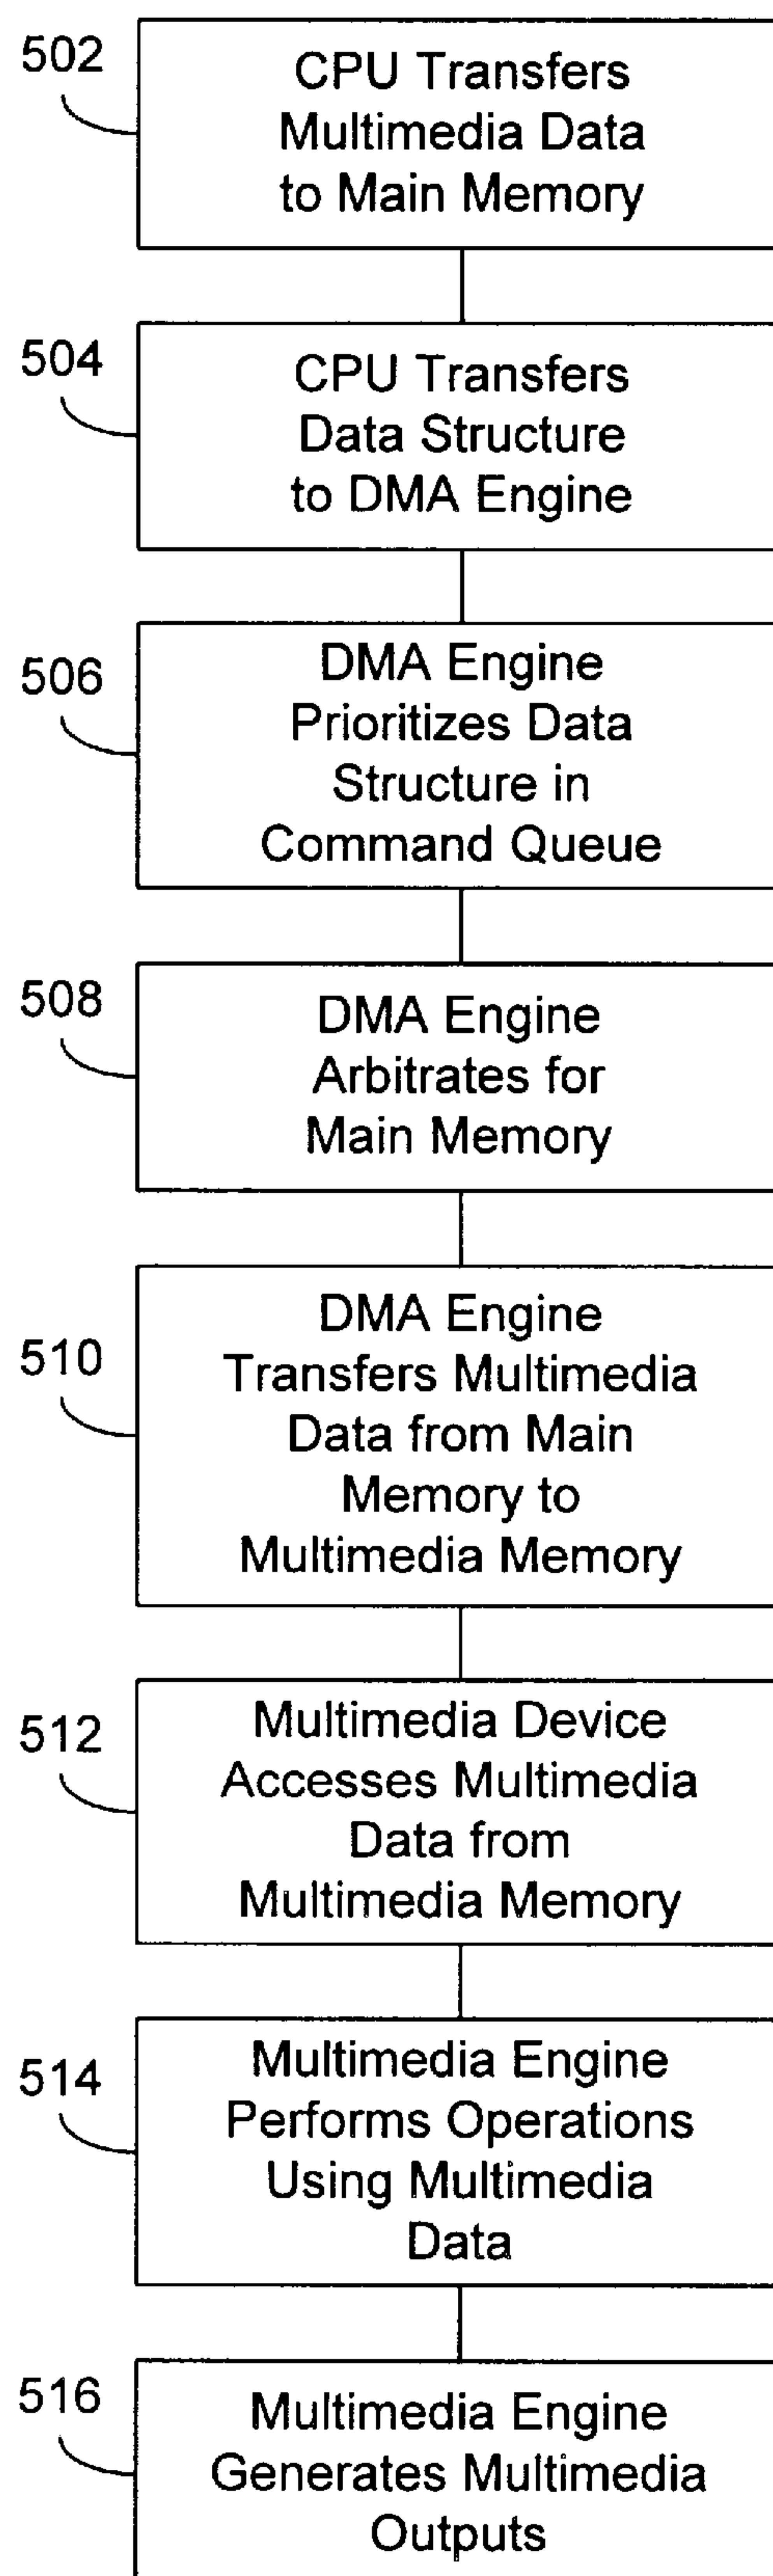 502
CPU Transfers
Multimedia Data
to Main Memory
504
CPU Transfers
Data Structure
to DMA Engine
506
DMA Engine
Prioritizes Data
Structure in
Command Queue
508
DMA Engine
Arbitrates for
Main Memory
510
DMA Engine
Transfers Multimedia
Data from Main
Memory to
Multimedia Memory
512
Multimedia Device
Accesses Multimedia
Data from
Multimedia Memory
514
Multimedia Engine
Performs Operations
Using Multimedia
Data
516
Multimedia Engine
Generates Multimedia
Outputs